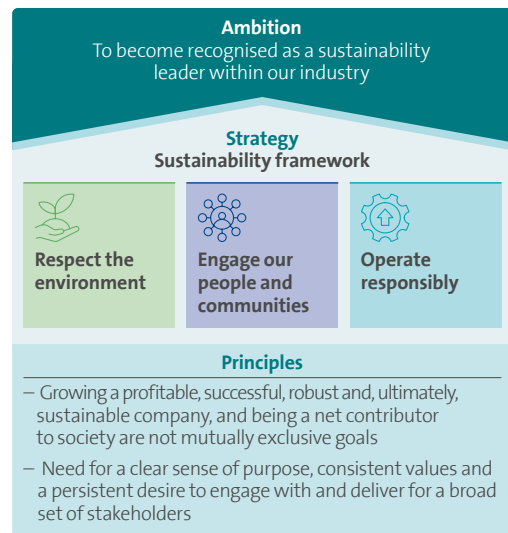 Ambition
To become recognised as a sustainability
leader within our industry
Strategy
Sustainability framework
Respect the
environment
Engage our
people and
communities
Operate
responsibly
Principles
– Growing a profitable, successful, robust and, ultimately,
sustainable company, and being a net contributor
to society are not mutually exclusive goals
– Need for a clear sense of purpose, consistent values and
a persistent desire to engage with and deliver for a broad
set of stakeholders